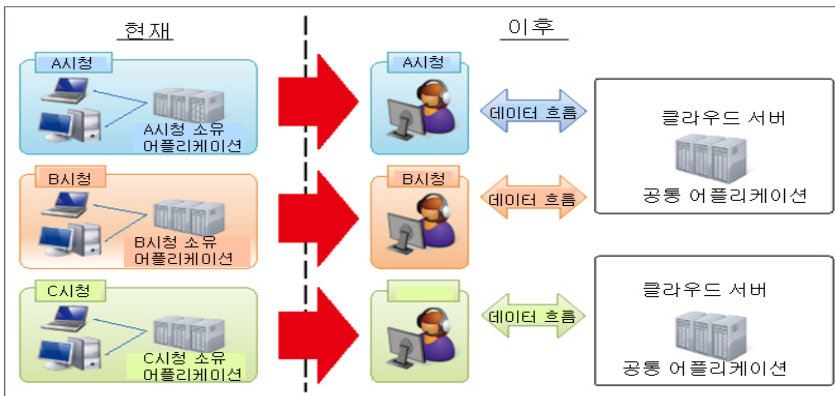 현재
이후
A시청
A시청 소유
어플리케이션
A시청
데이터 흐름
클라우드 서버
공통 어플리케이션
B시청
B시청 소유
어플리케이션
B시청
데이터 흐름
C시청
C시청 소유
어플리케이션
데이터 흐름
클라우드 서버
공통 어플리케이션